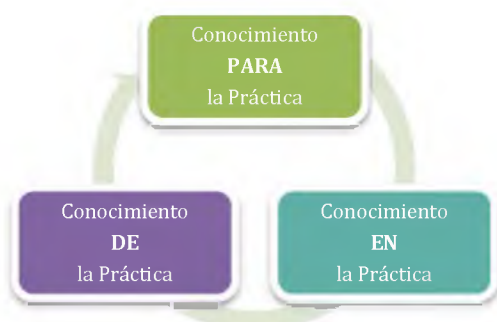 Conocimiento
PARA
la Práctica
Conocimiento
DE
la Práctica
Conocimiento
EN
la Práctica